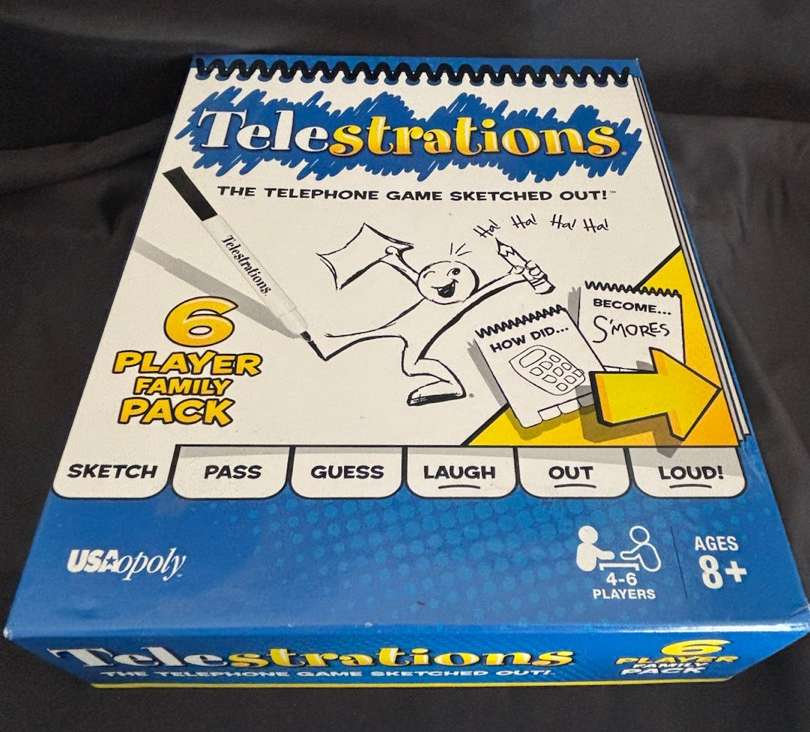 Telestrations
THE TELEPHONE GAME SKETCHED OUT!™
Ha! Ha! Ha! Ha!
Telestrations
6
PLAYER
FAMILY
PACK
HOW DID...
BECOME...
S'MORES
SKETCH PASS GUESS LAUGH OUT LOUD!
USAopoly
4-6
PLAYERS
AGES
8+
Telestrations
THE TELEPHONE GAME SKETCHED OUT!
6
PLAYER
FAMILY
PACK